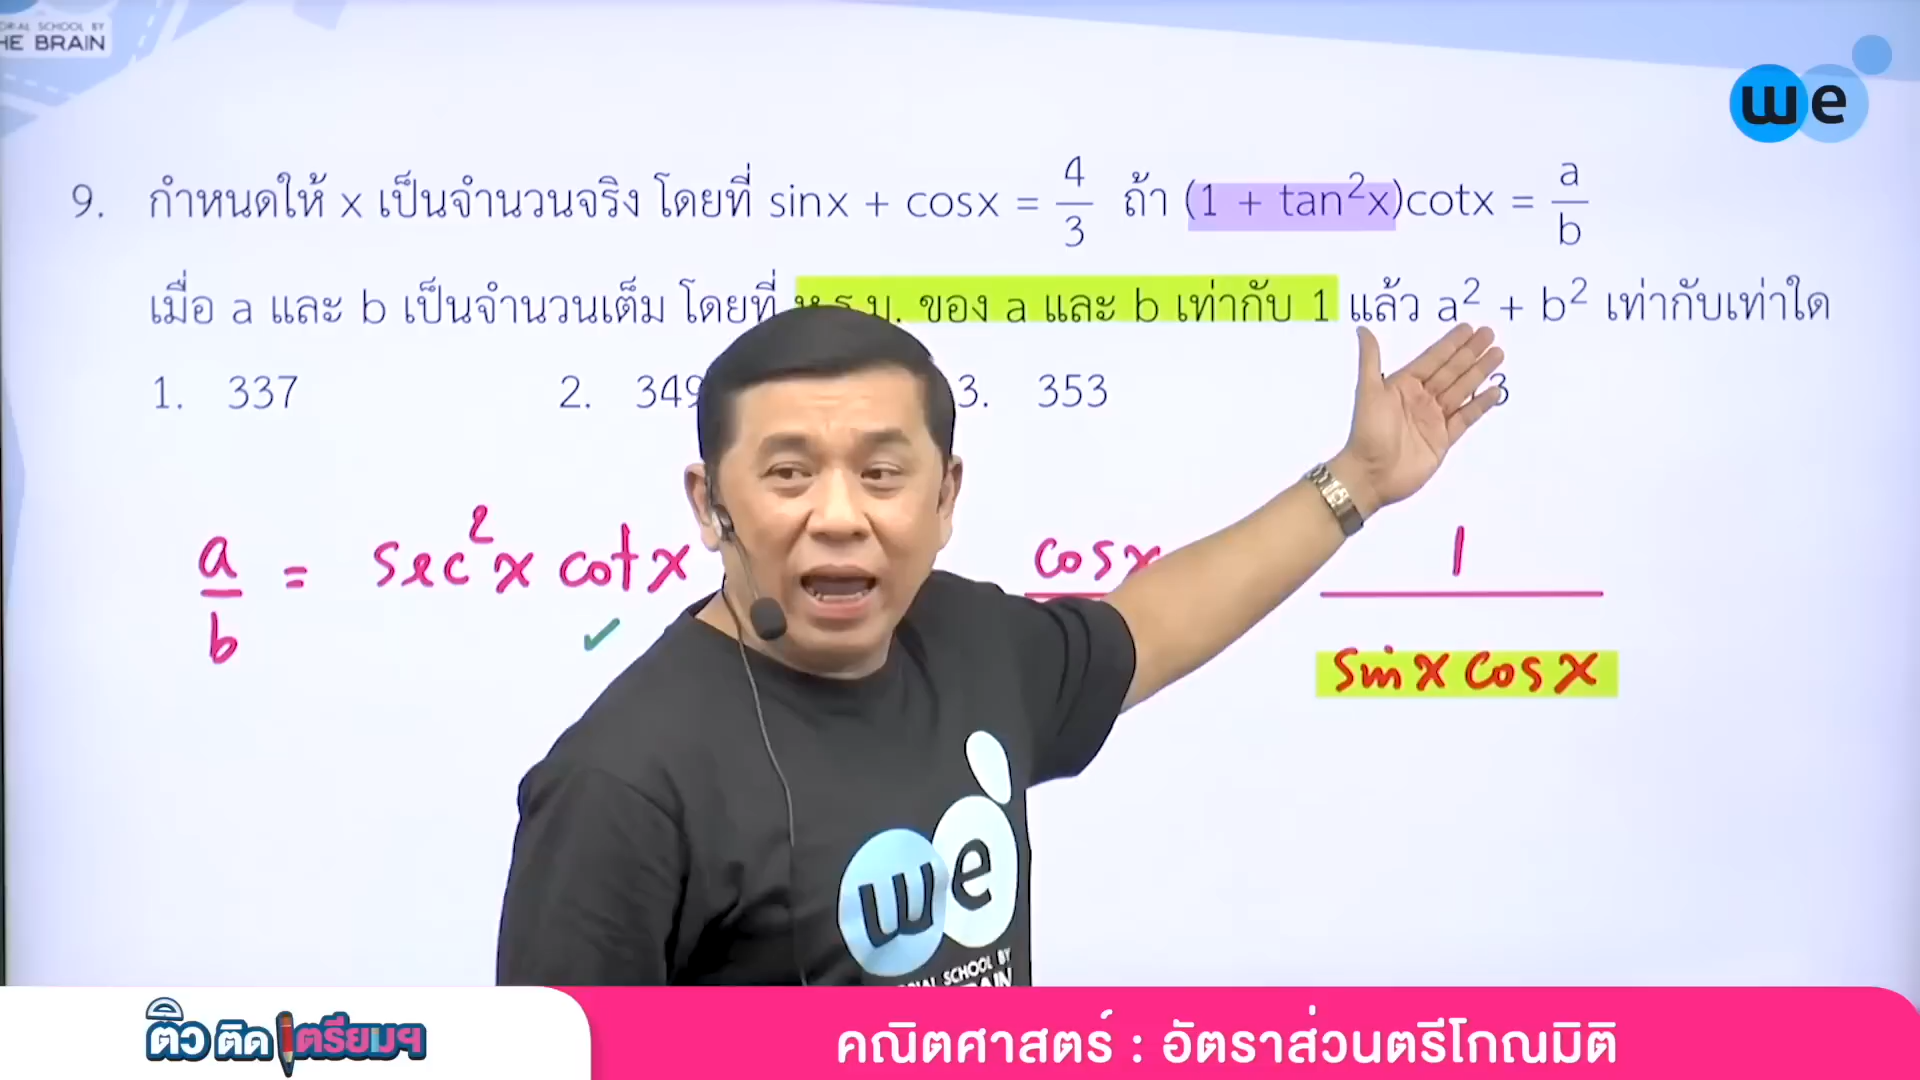 SCHOOL BY
THE BRAIN
we
9. กำหนดให้ x เป็นจำนวนจริง โดยที่ sinx + cosx = 4/3 ถ้า (1 + tan²x)cotx = a/b
เมื่อ a และ b เป็นจำนวนเต็ม โดยที่ ห.ร.ม. ของ a และ b เท่ากับ 1 แล้ว a² + b² เท่ากับเท่าใด
1. 337 2. 349 3. 353
a/b = sec²x cotx cosx 1/sinx cosx
we
SCHOOL BY
ติว ติด เตรียมฯ
คณิตศาสตร์ : อัตราส่วนตรีโกณมิติ